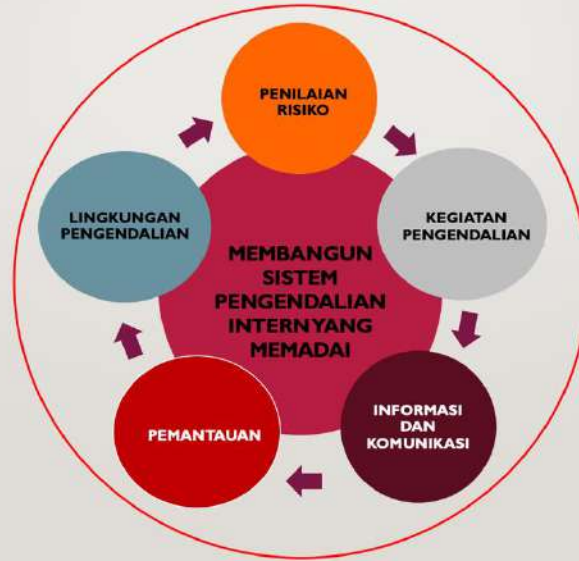 PENILAIAN
RISIKO
LINGKUNGAN
PENGENDALIAN
KEGIATAN
PENGENDALIAN
MEMBANGUN
SISTEM
PENGENDALIAN
INTERNYANG
MEMADAI
PEMANTAUAN
INFORMASI
DAN
KOMUNIKASI